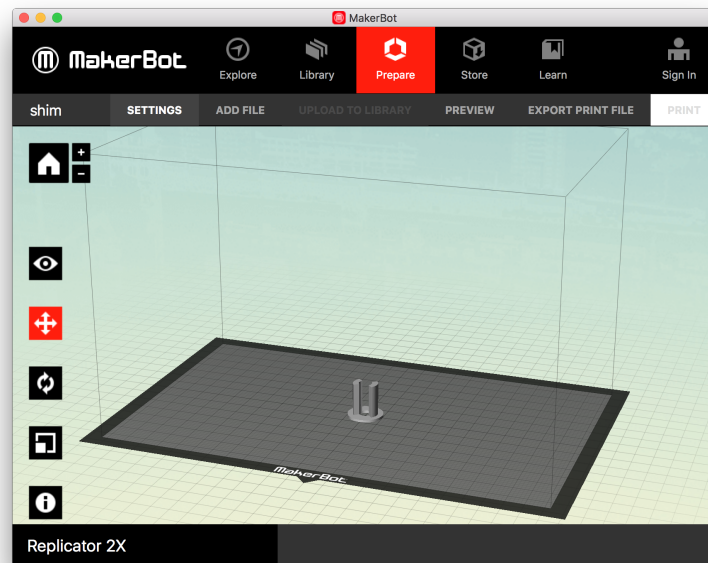 MakerBot
MakerBot
Explore
Library
Prepare
Store
Learn
Sign In
shim
SETTINGS
ADD FILE
UPLOAD TO LIBRARY
PREVIEW
EXPORT PRINT FILE
PRINT
+
−
MakerBot
Replicator 2X